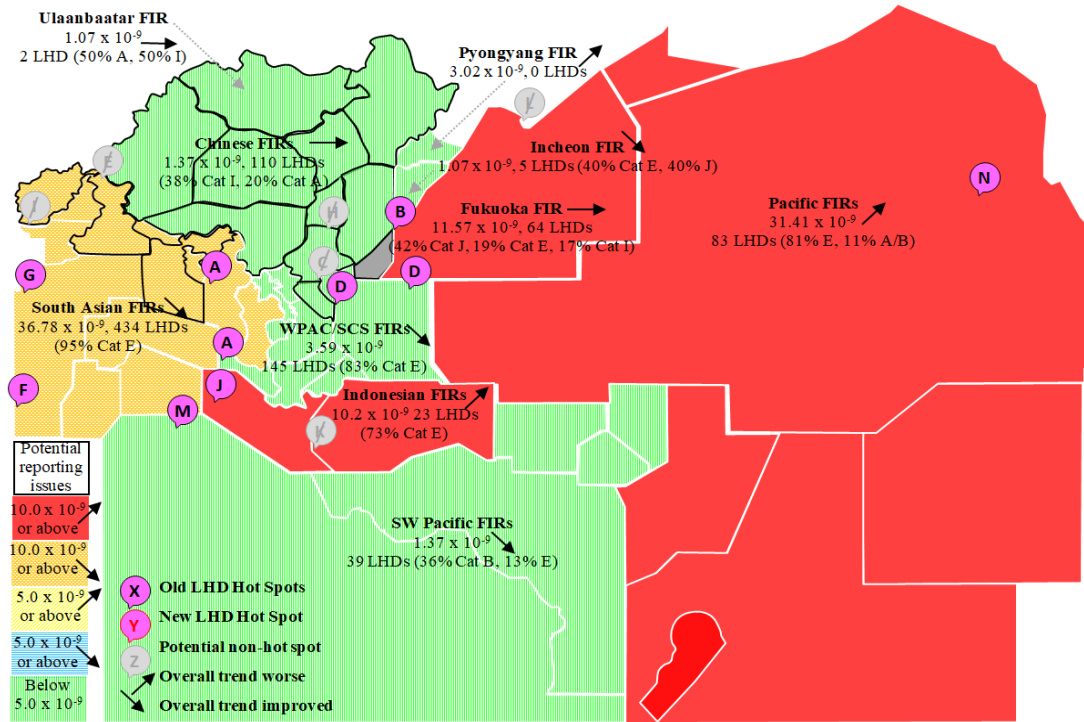 Ulaanbaatar FIR
1.07 x 10⁻⁹
2 LHD (50% A, 50% I)
Pyongyang FIR
3.02 x 10⁻⁹, 0 LHDs
Ł
Chinese FIRs
1.37 x 10⁻⁹, 110 LHDs
(38% Cat I, 20% Cat A)
Incheon FIR
1.07 x 10⁻⁹, 5 LHDs (40% Cat E, 40% J)
E
I
H
B
N
Fukuoka FIR
11.57 x 10⁻⁹, 64 LHDs
(42% Cat J, 19% Cat E, 17% Cat I)
Pacific FIRs
31.41 x 10⁻⁹
83 LHDs (81% E, 11% A/B)
C
G
A
D
D
South Asian FIRs
36.78 x 10⁻⁹, 434 LHDs
(95% Cat E)
WPAC/SCS FIRs
3.59 x 10⁻⁹
145 LHDs (83% Cat E)
A
F
J
M
K
Indonesian FIRs
10.2 x 10⁻⁹ 23 LHDs
(73% Cat E)
SW Pacific FIRs
1.37 x 10⁻⁹
39 LHDs (36% Cat B, 13% E)
Potential
reporting
issues
10.0 x 10⁻⁹
or above
10.0 x 10⁻⁹
or above
5.0 x 10⁻⁹
or above
5.0 x 10⁻⁹
or above
Below
5.0 x 10⁻⁹
X Old LHD Hot Spots
Y New LHD Hot Spot
Z Potential non-hot spot
Overall trend worse
Overall trend improved